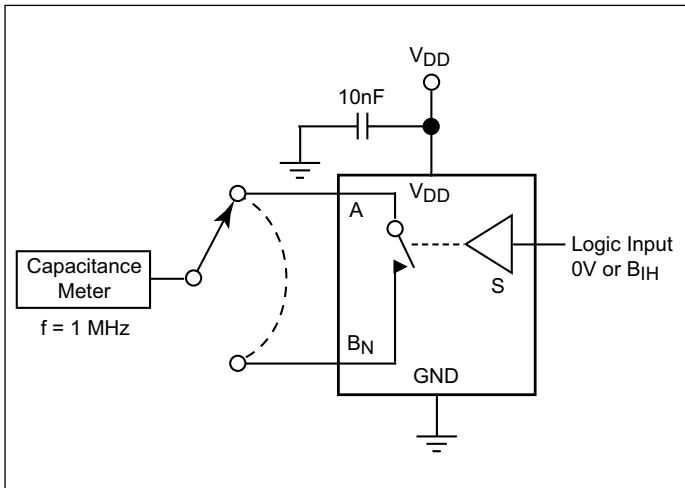 VDD
10nF
VDD
A
Logic Input
0V or BIH
S
Capacitance
Meter
f = 1 MHz
BN
GND